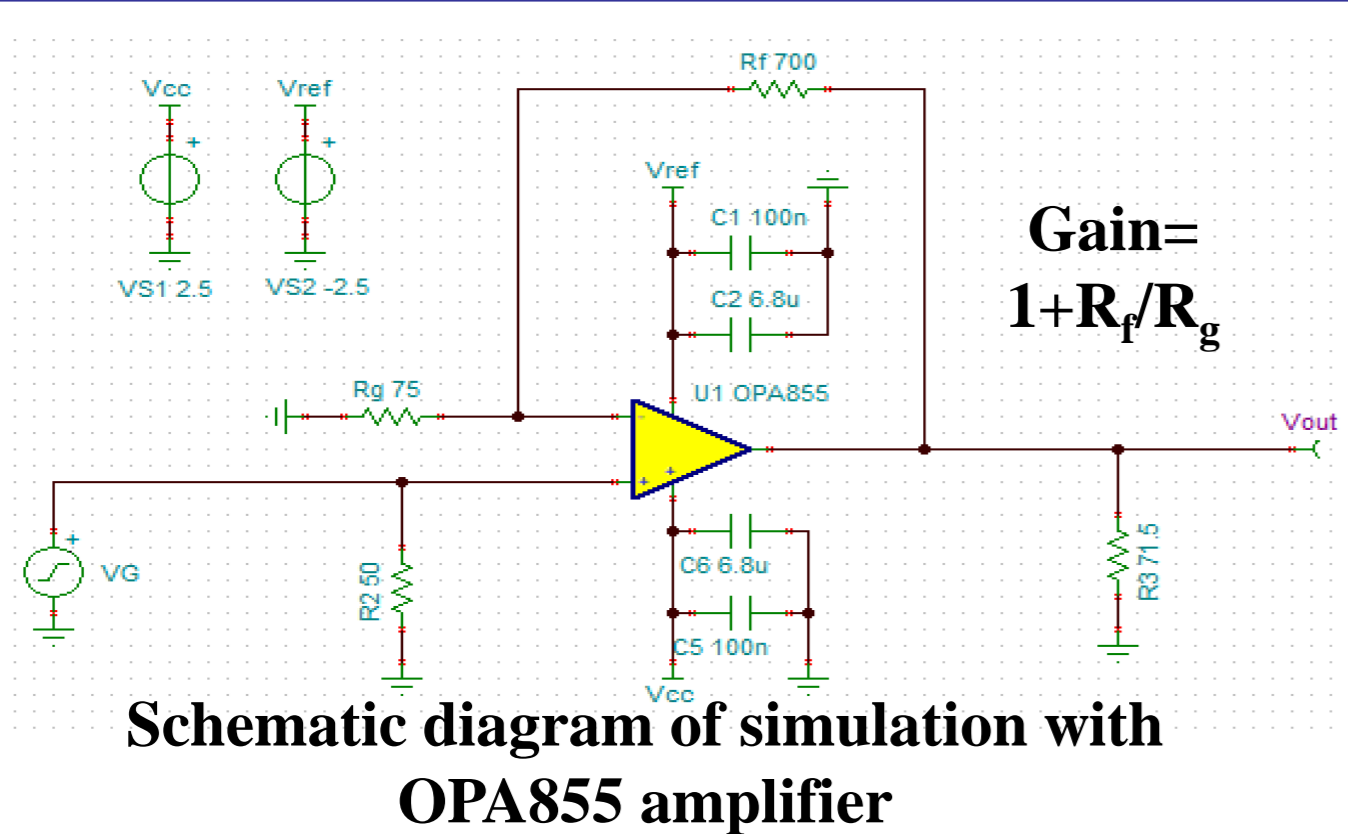 Rf 700
Vcc
Vref
+
+
VS1 2.5
VS2 -2.5
Vref
C1 100n
C2 6.8u
Gain=
1+Rf/Rg
Rg 75
U1 OPA855
-
+
+
Vout
+
VG
R2 50
C6 6.8u
C5 100n
Vcc
R3 71.5
Schematic diagram of simulation with
OPA855 amplifier